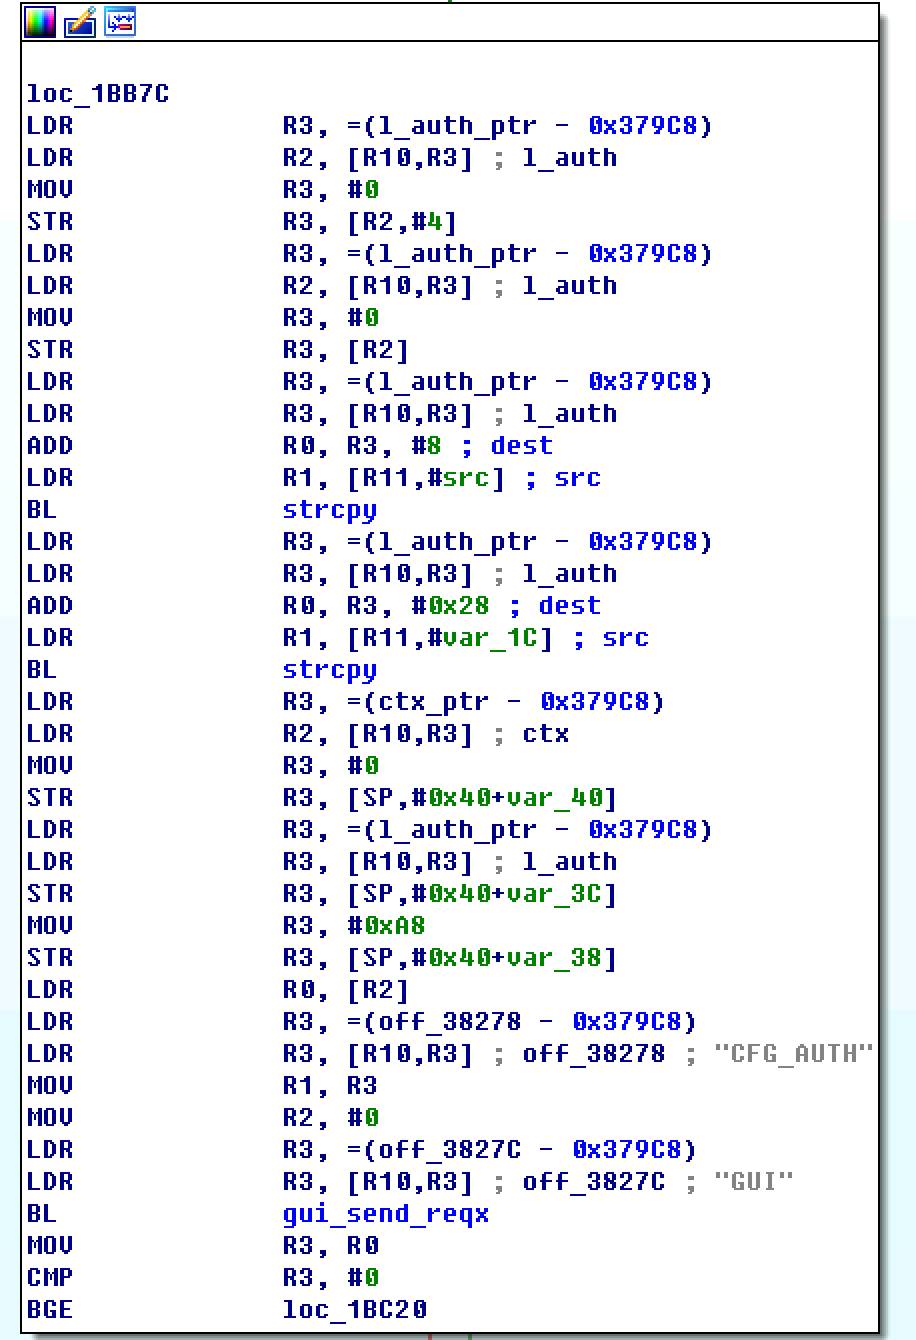 loc_1BB7C
LDR R3, =(l_auth_ptr - 0x379C8)
LDR R2, [R10,R3] ; l_auth
MOV R3, #0
STR R3, [R2,#4]
LDR R3, =(l_auth_ptr - 0x379C8)
LDR R2, [R10,R3] ; l_auth
MOV R3, #0
STR R3, [R2]
LDR R3, =(l_auth_ptr - 0x379C8)
LDR R3, [R10,R3] ; l_auth
ADD R0, R3, #8 ; dest
LDR R1, [R11,#src] ; src
BL strcpy
LDR R3, =(l_auth_ptr - 0x379C8)
LDR R3, [R10,R3] ; l_auth
ADD R0, R3, #0x28 ; dest
LDR R1, [R11,#var_1C] ; src
BL strcpy
LDR R3, =(ctx_ptr - 0x379C8)
LDR R2, [R10,R3] ; ctx
MOV R3, #0
STR R3, [SP,#0x40+var_40]
LDR R3, =(l_auth_ptr - 0x379C8)
LDR R3, [R10,R3] ; l_auth
STR R3, [SP,#0x40+var_3C]
MOV R3, #0xA8
STR R3, [SP,#0x40+var_38]
LDR R0, [R2]
LDR R3, =(off_38278 - 0x379C8)
LDR R3, [R10,R3] ; off_38278 ; "CFG_AUTH"
MOV R1, R3
MOV R2, #0
LDR R3, =(off_3827C - 0x379C8)
LDR R3, [R10,R3] ; off_3827C ; "GUI"
BL gui_send_reqx
MOV R3, R0
CMP R3, #0
BGE loc_1BC20